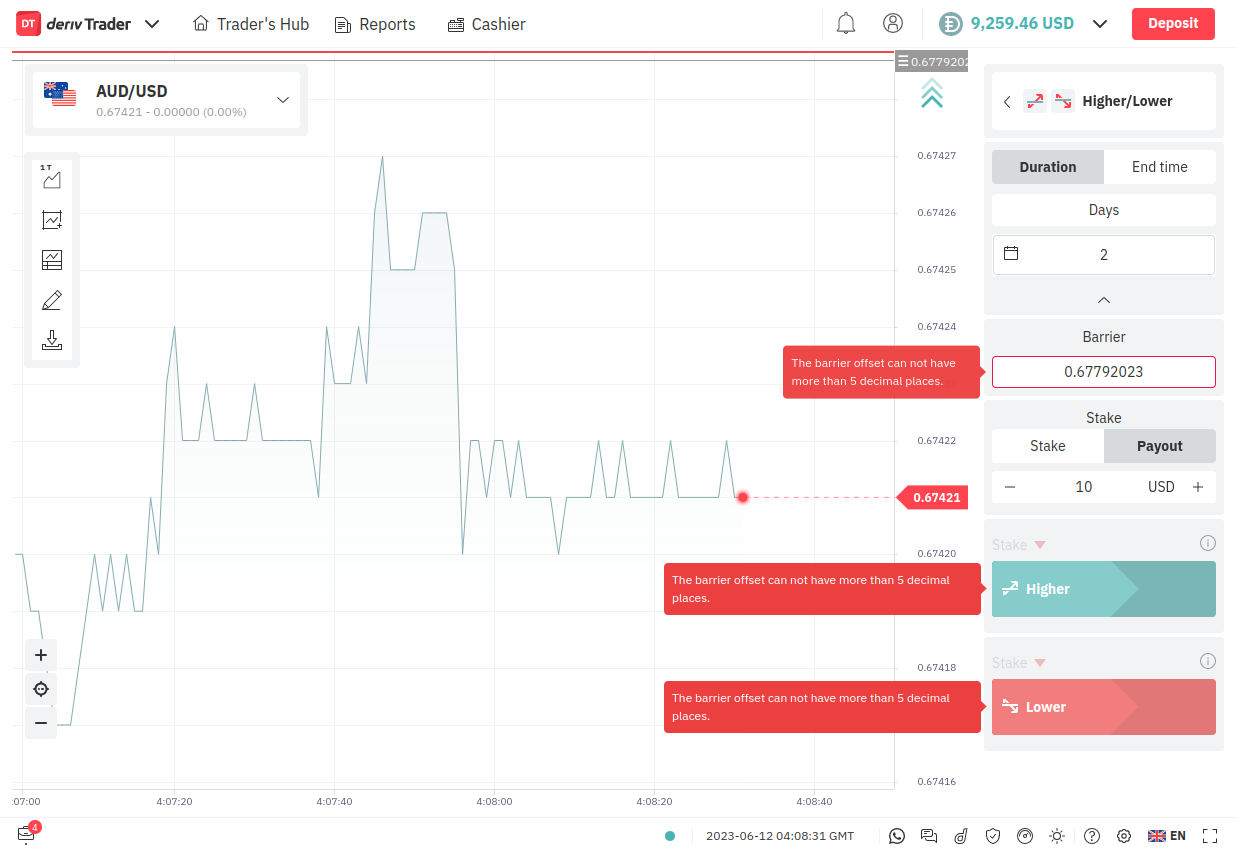 DT deriv Trader
Trader's Hub
Reports
Cashier
9,259.46 USD
Deposit
AUD/USD
0.67421 - 0.00000 (0.00%)
1 T
0.6779202
0.67427
0.67426
0.67425
0.67424
0.67422
0.67421
0.67420
0.67418
0.67416
:07:00
4:07:20
4:07:40
4:08:00
4:08:20
4:08:40
Higher/Lower
Duration
End time
Days
2
Barrier
The barrier offset can not have
more than 5 decimal places.
0.67792023
Stake
Stake
Payout
10
USD
Stake
The barrier offset can not have more than 5 decimal
places.
Higher
Stake
The barrier offset can not have more than 5 decimal
places.
Lower
4
2023-06-12 04:08:31 GMT
EN